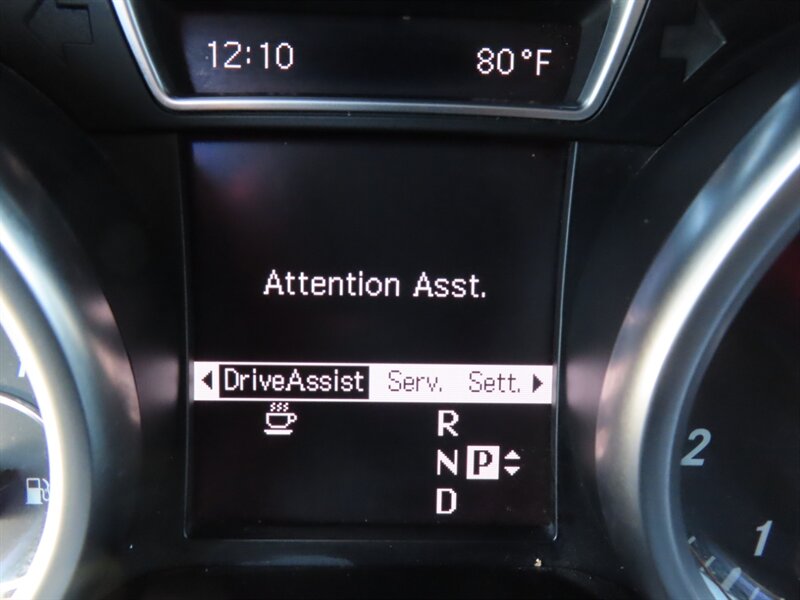 12:10 80°F
Attention Asst.
DriveAssist Serv. Sett.
R
N P
D
2
1